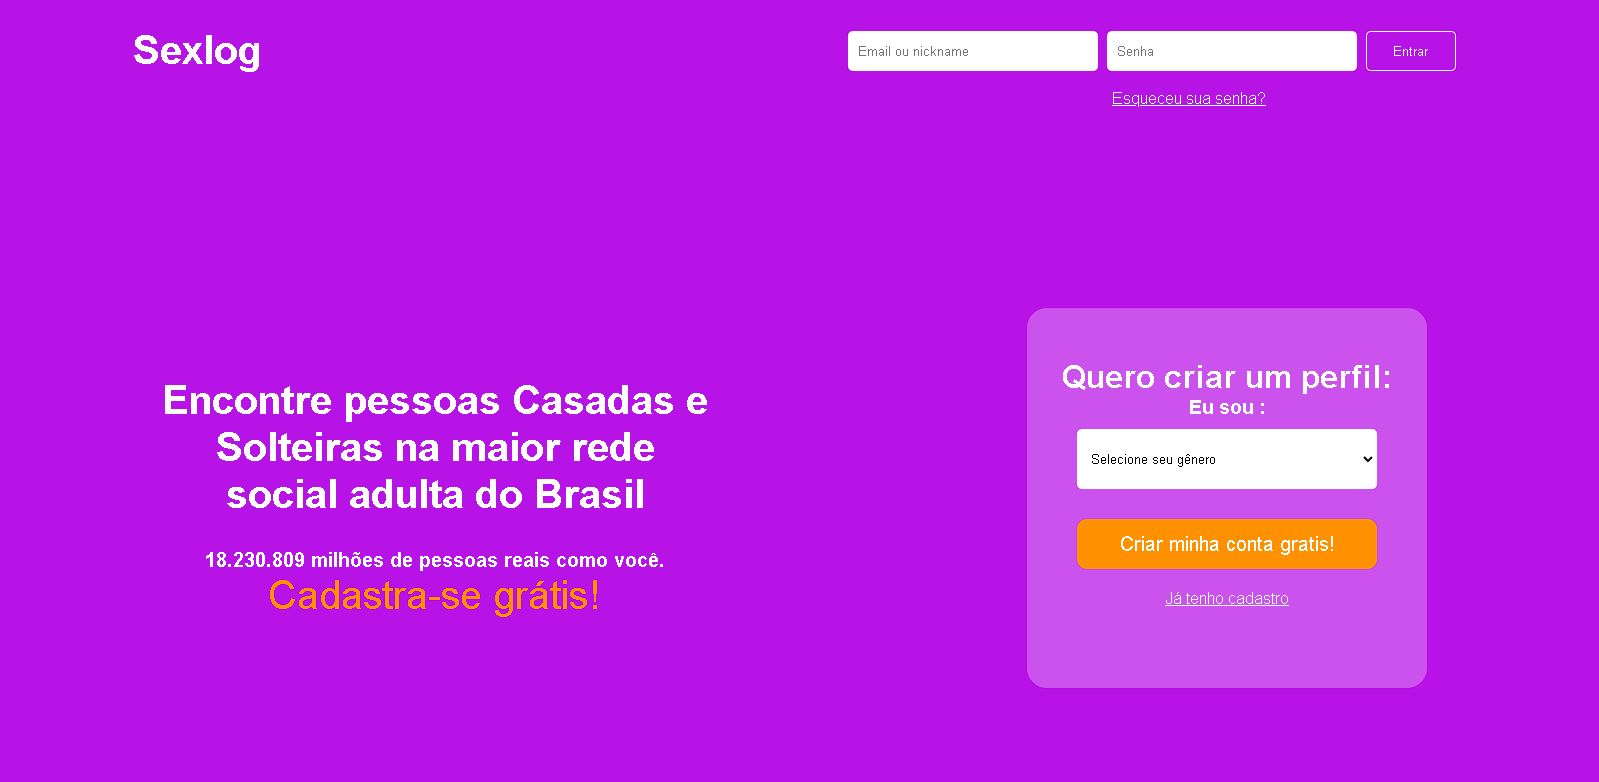 Sexlog
Email ou nickname
Senha
Entrar
Esqueceu sua senha?
Encontre pessoas Casadas e
Solteiras na maior rede
social adulta do Brasil
18.230.809 milhões de pessoas reais como você.
Cadastra-se grátis!
Quero criar um perfil:
Eu sou :
Selecione seu gênero
Criar minha conta gratis!
Já tenho cadastro